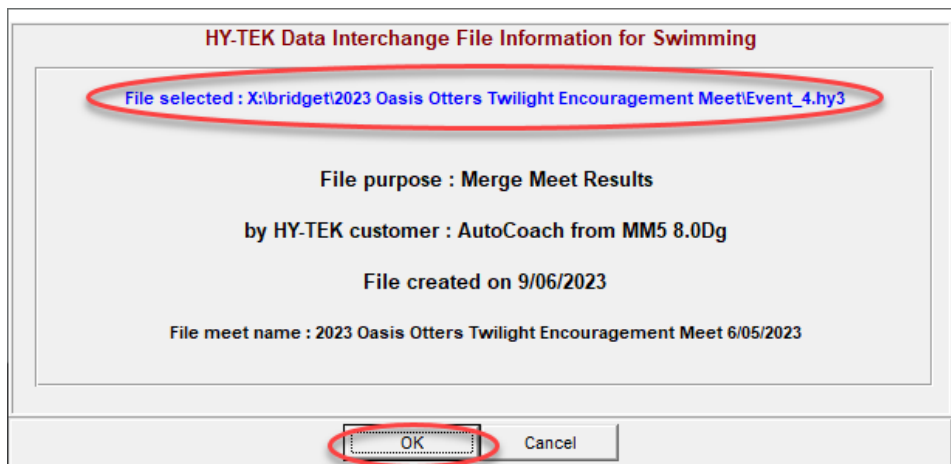 HY-TEK Data Interchange File Information for Swimming
File selected : X:\bridget\2023 Oasis Otters Twilight Encouragement Meet\Event_4.hy3
File purpose : Merge Meet Results
by HY-TEK customer : AutoCoach from MM5 8.0Dg
File created on 9/06/2023
File meet name : 2023 Oasis Otters Twilight Encouragement Meet 6/05/2023
OK Cancel